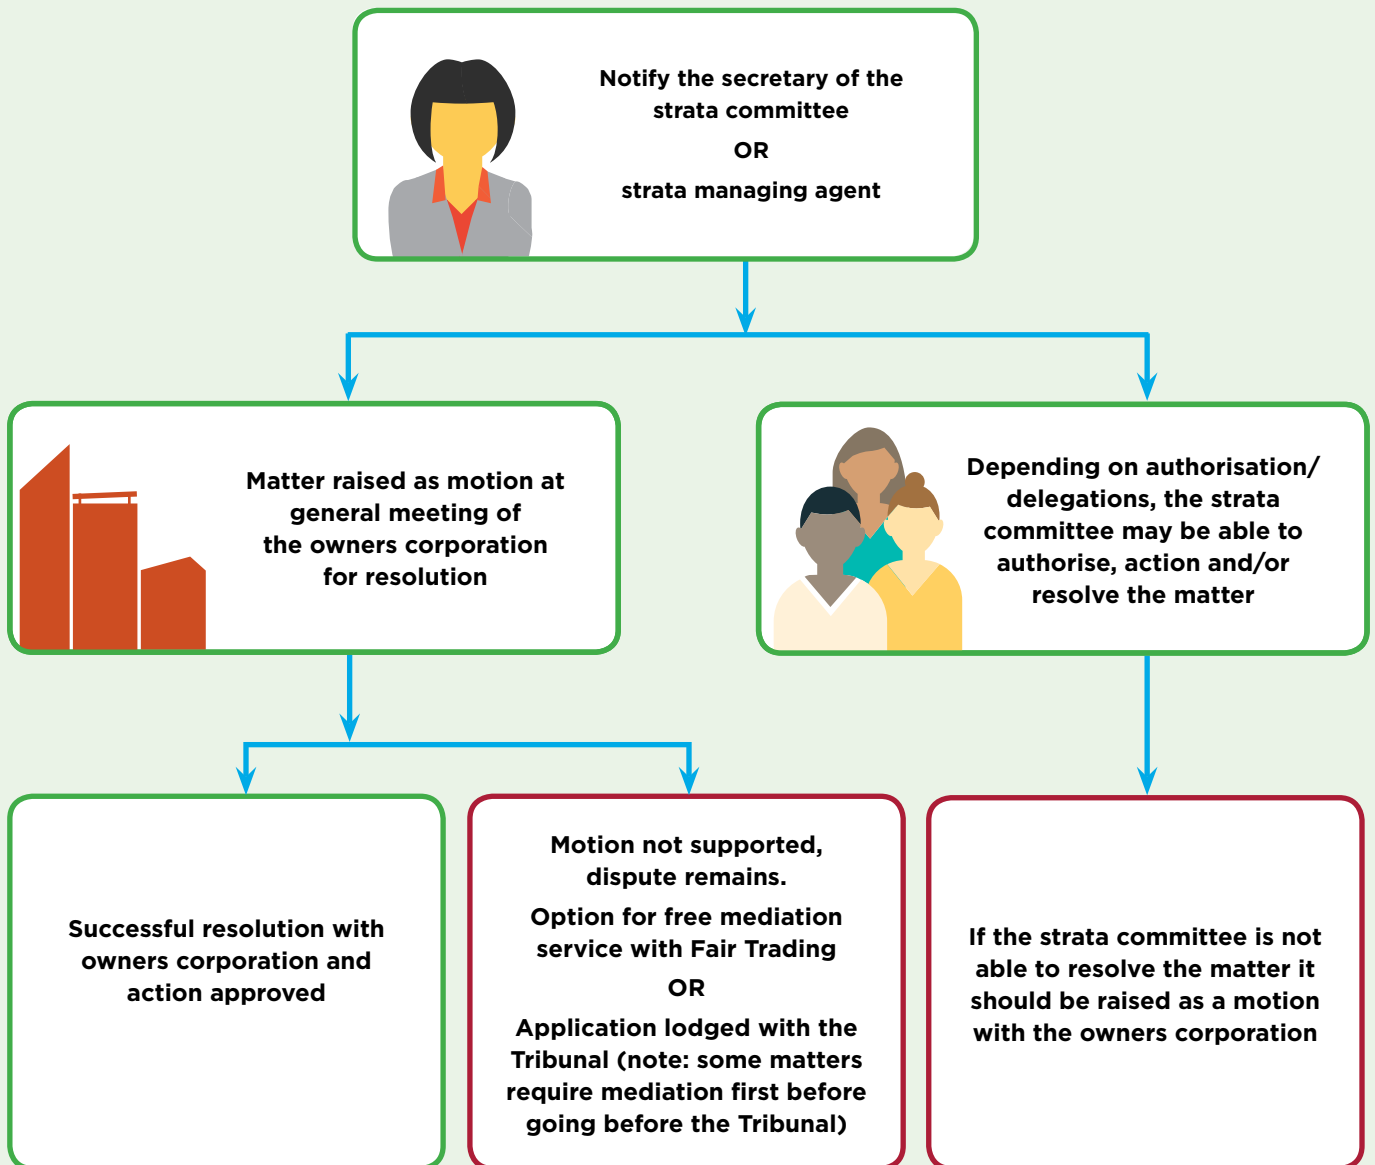 Notify the secretary of the
strata committee
OR
strata managing agent
Matter raised as motion at
general meeting of
the owners corporation
for resolution
Depending on authorisation/
delegations, the strata
committee may be able to
authorise, action and/or
resolve the matter
Successful resolution with
owners corporation and
action approved
Motion not supported,
dispute remains.
Option for free mediation
service with Fair Trading
OR
Application lodged with the
Tribunal (note: some matters
require mediation first before
going before the Tribunal)
If the strata committee is not
able to resolve the matter it
should be raised as a motion
with the owners corporation